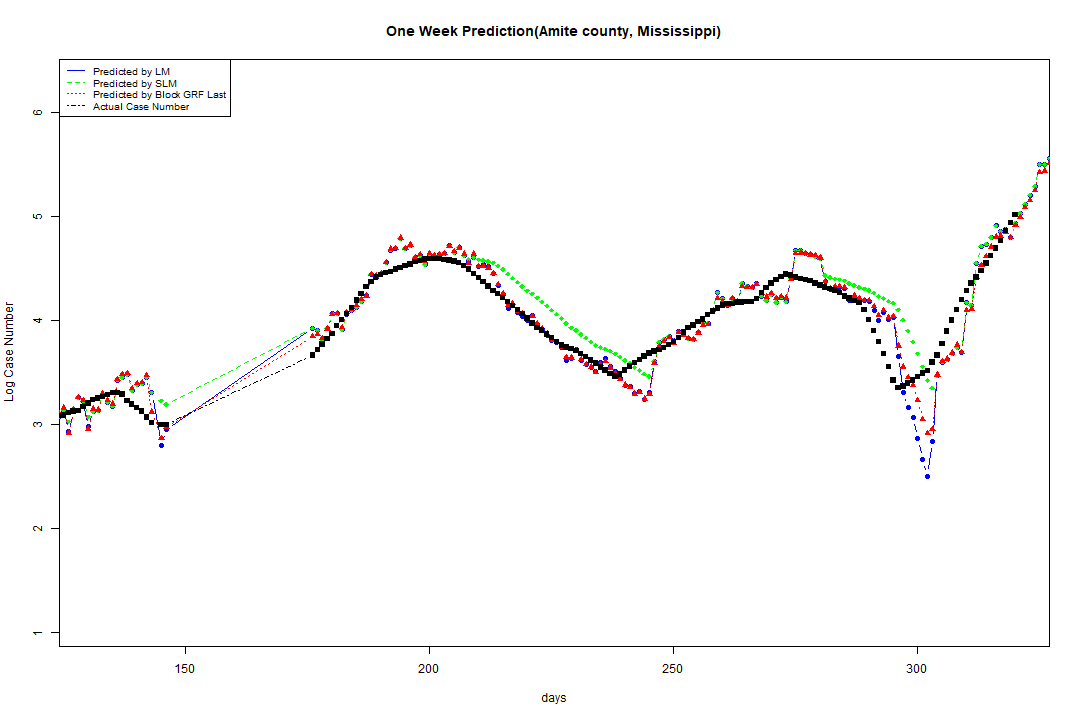 One Week Prediction(Amite county, Mississippi)
Predicted by LM
Predicted by SLM
Predicted by Block GRF Last
Actual Case Number
6
5
4
3
2
1
Log Case Number
150
200
250
300
days